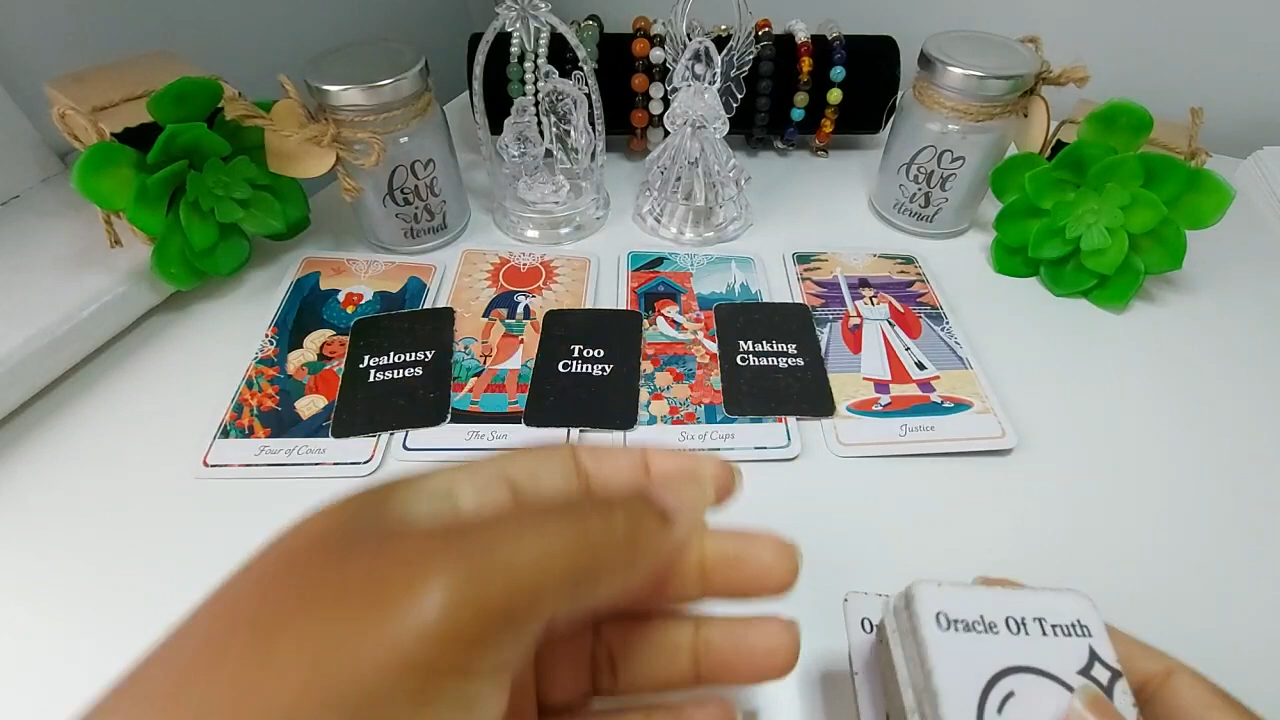 love
is
eternal
love
is
eternal
Jealousy
Issues
Too
Clingy
Making
Changes
Four of Coins
The Sun
Six of Cups
Justice
Oracle Of Truth